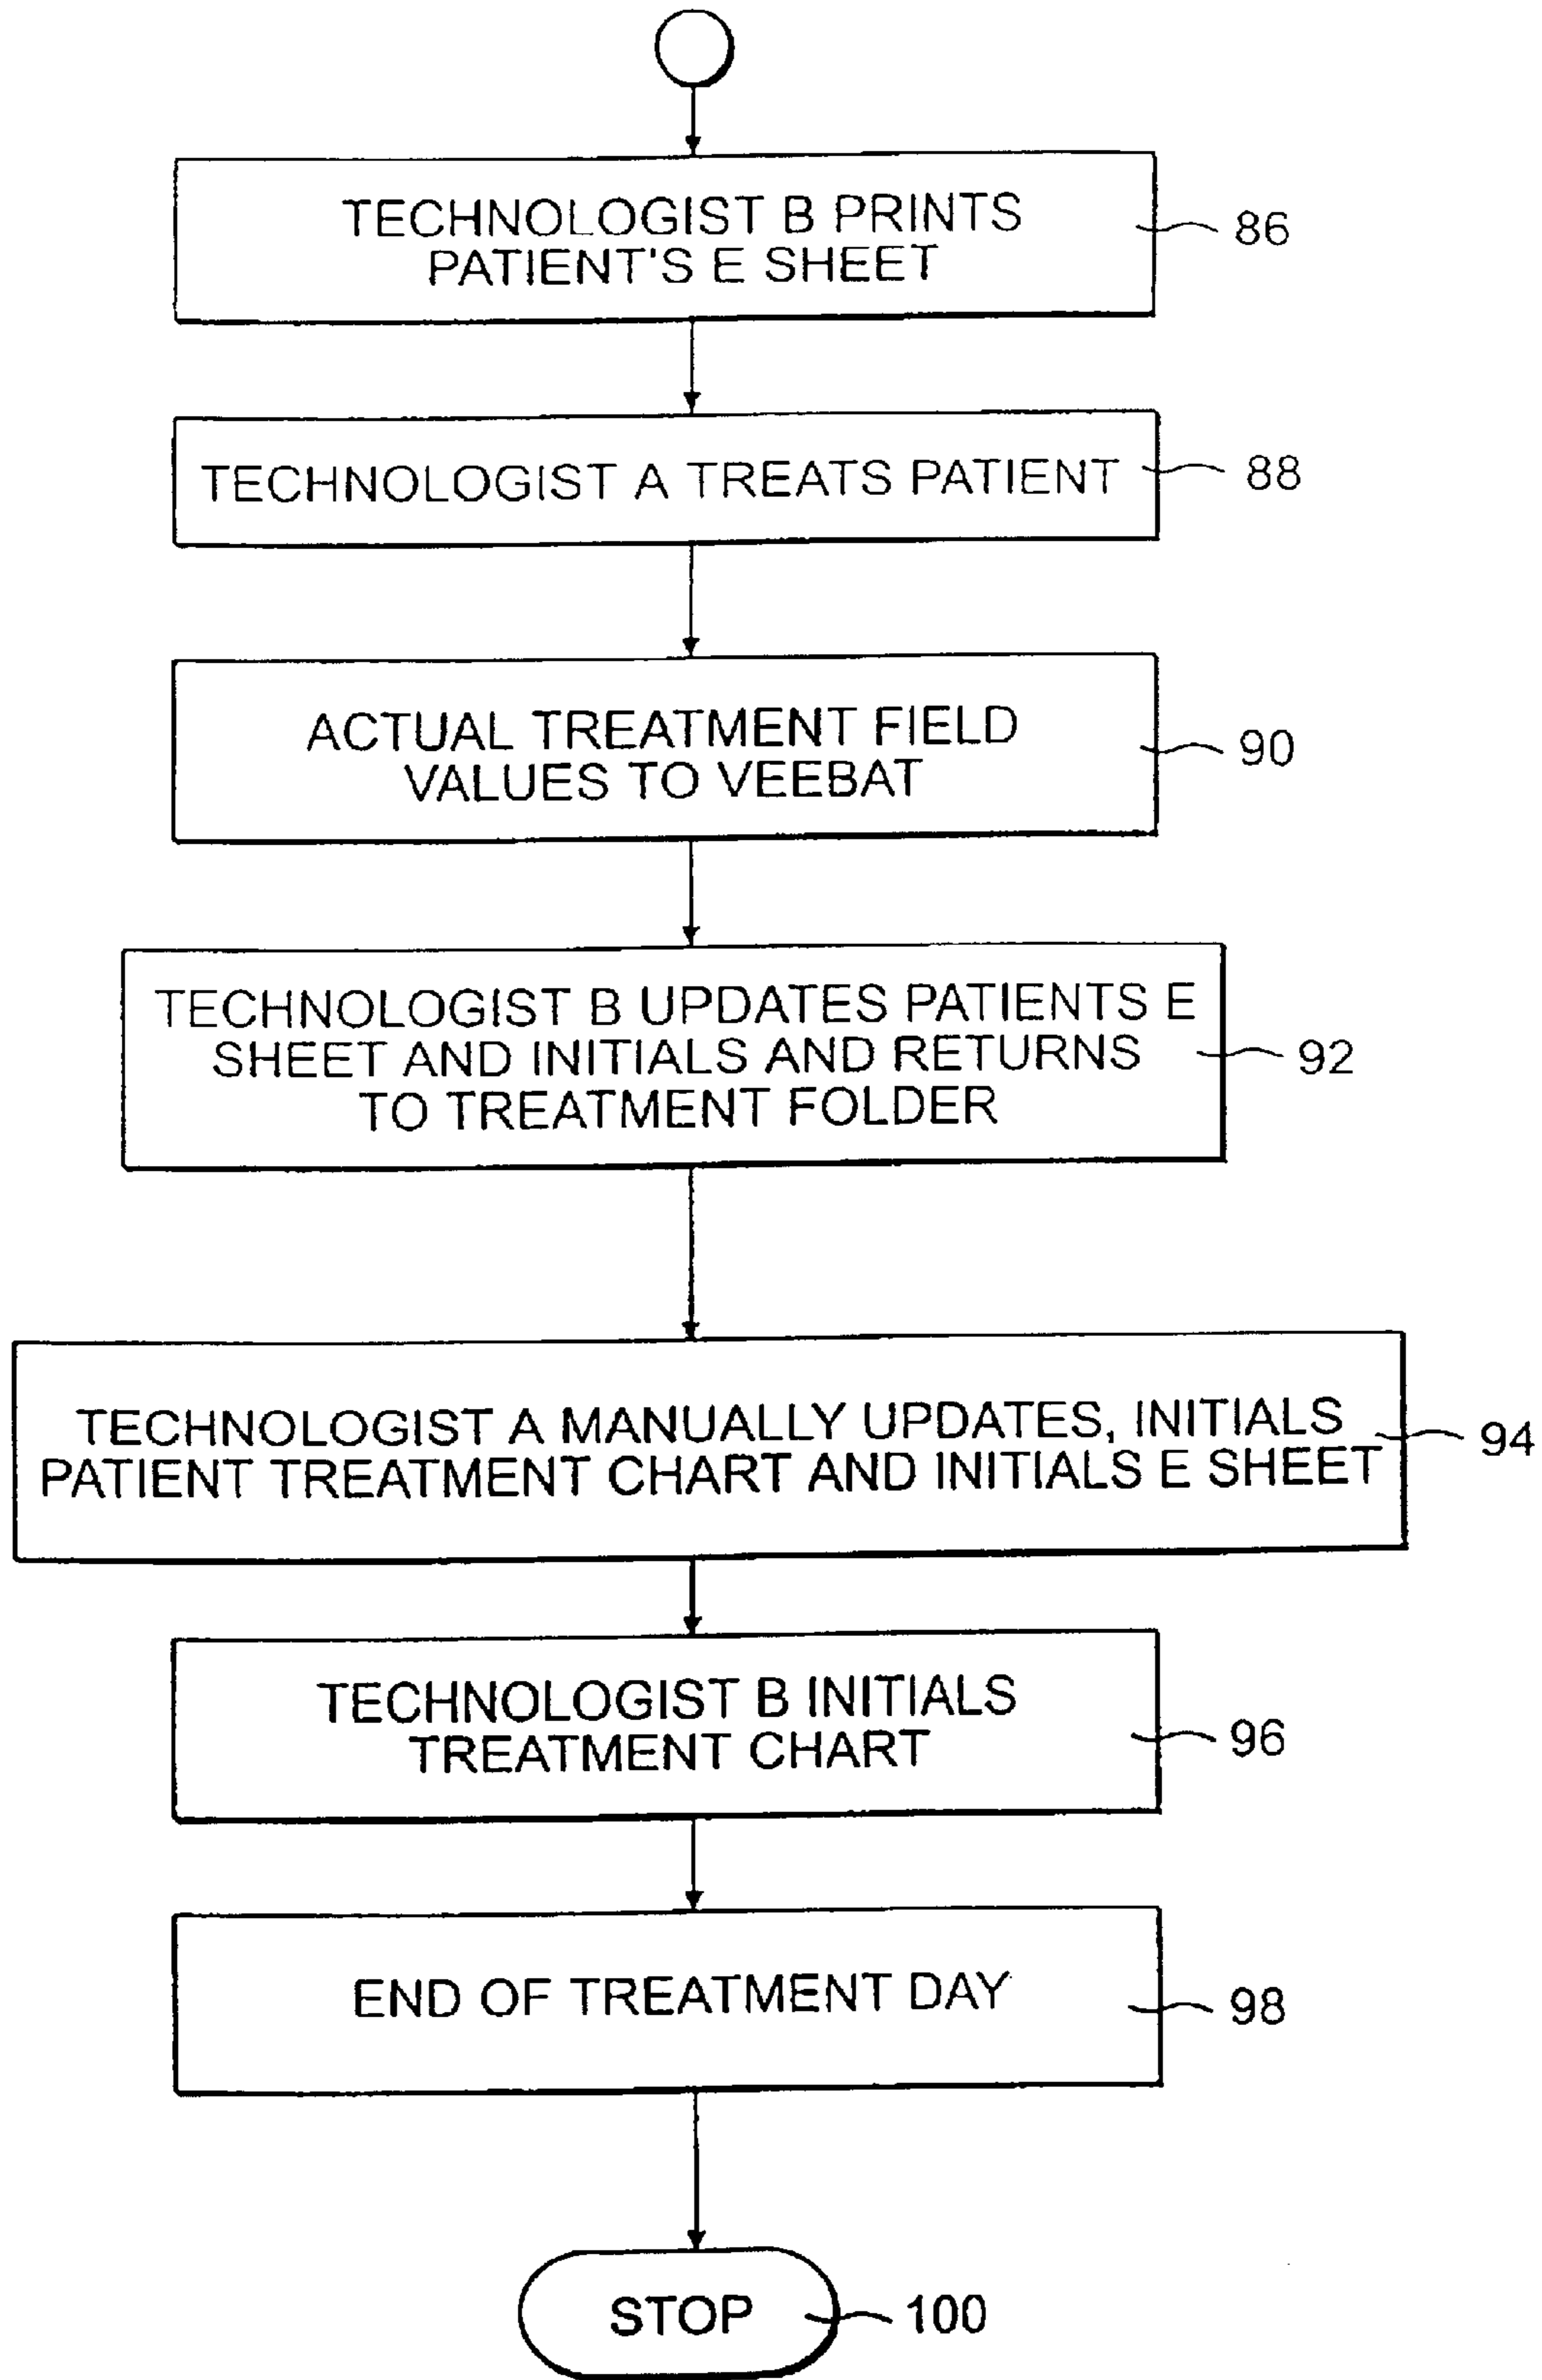 TECHNOLOGIST B PRINTS
PATIENT'S E SHEET
86
TECHNOLOGIST A TREATS PATIENT
88
ACTUAL TREATMENT FIELD
VALUES TO VEEBAT
90
TECHNOLOGIST B UPDATES PATIENTS E
SHEET AND INITIALS AND RETURNS
TO TREATMENT FOLDER
92
TECHNOLOGIST A MANUALLY UPDATES, INITIALS
PATIENT TREATMENT CHART AND INITIALS E SHEET
94
TECHNOLOGIST B INITIALS
TREATMENT CHART
96
END OF TREATMENT DAY
98
STOP
100